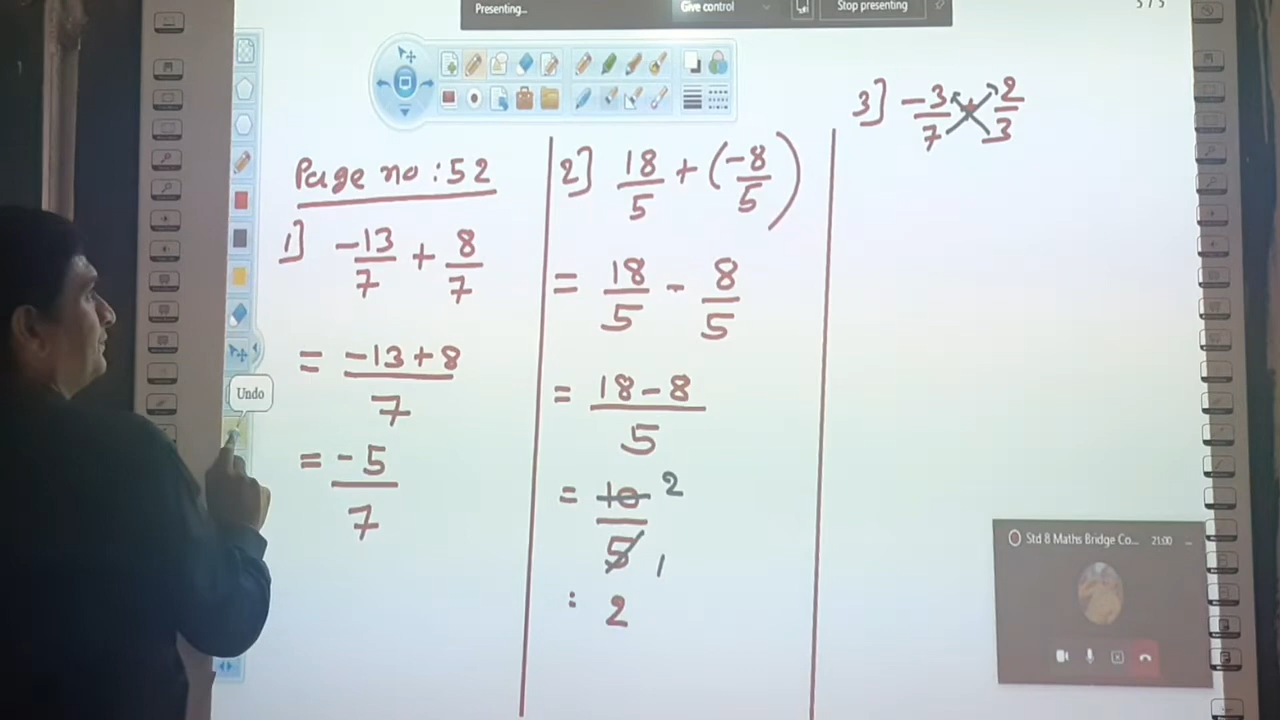 Presenting...
Give control
Stop presenting
Page no : 52
1] -13/7 + 8/7
= -13+8/7
= -5/7
2] 18/5 + (-8/5)
= 18/5 - 8/5
= 18-8/5
= 10/5 2 1
: 2
3] -3/7 2/3
Undo
Std 8 Maths Bridge Co... 21:00